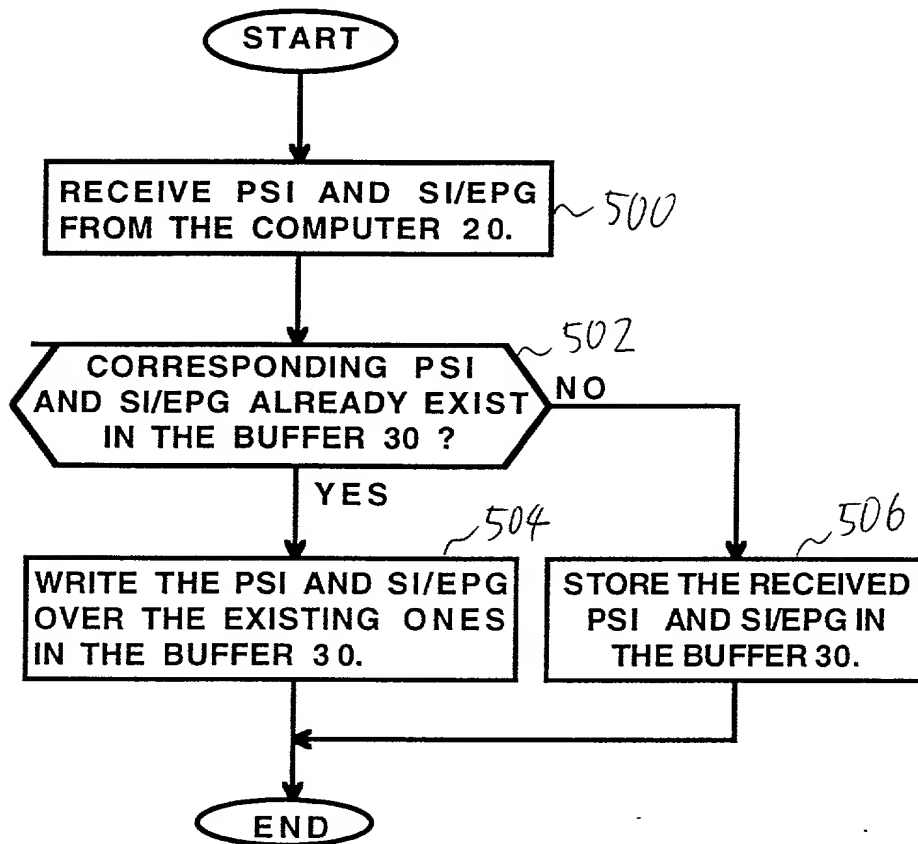 START
RECEIVE PSI AND SI/EPG
FROM THE COMPUTER 20.
500
CORRESPONDING PSI
AND SI/EPG ALREADY EXIST
IN THE BUFFER 30 ?
502
NO
YES
504
WRITE THE PSI AND SI/EPG
OVER THE EXISTING ONES
IN THE BUFFER 30.
506
STORE THE RECEIVED
PSI AND SI/EPG IN
THE BUFFER 30.
END